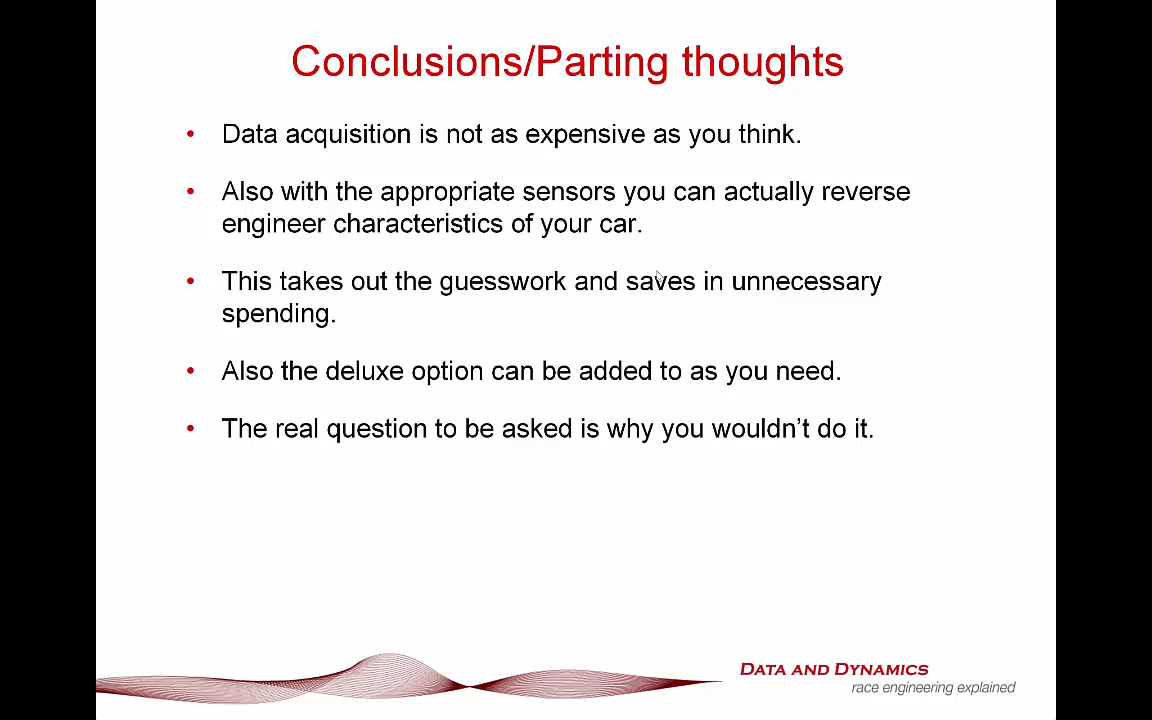 Conclusions/Parting thoughts
• Data acquisition is not as expensive as you think.
• Also with the appropriate sensors you can actually reverse
engineer characteristics of your car.
• This takes out the guesswork and saves in unnecessary
spending.
• Also the deluxe option can be added to as you need.
• The real question to be asked is why you wouldn’t do it.
DATA AND DYNAMICS
race engineering explained